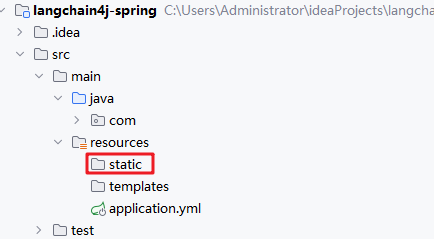 langchain4j-spring C:\Users\Administrator\ideaProjects\langcha
.idea
src
main
java
com
resources
static
templates
application.yml
test